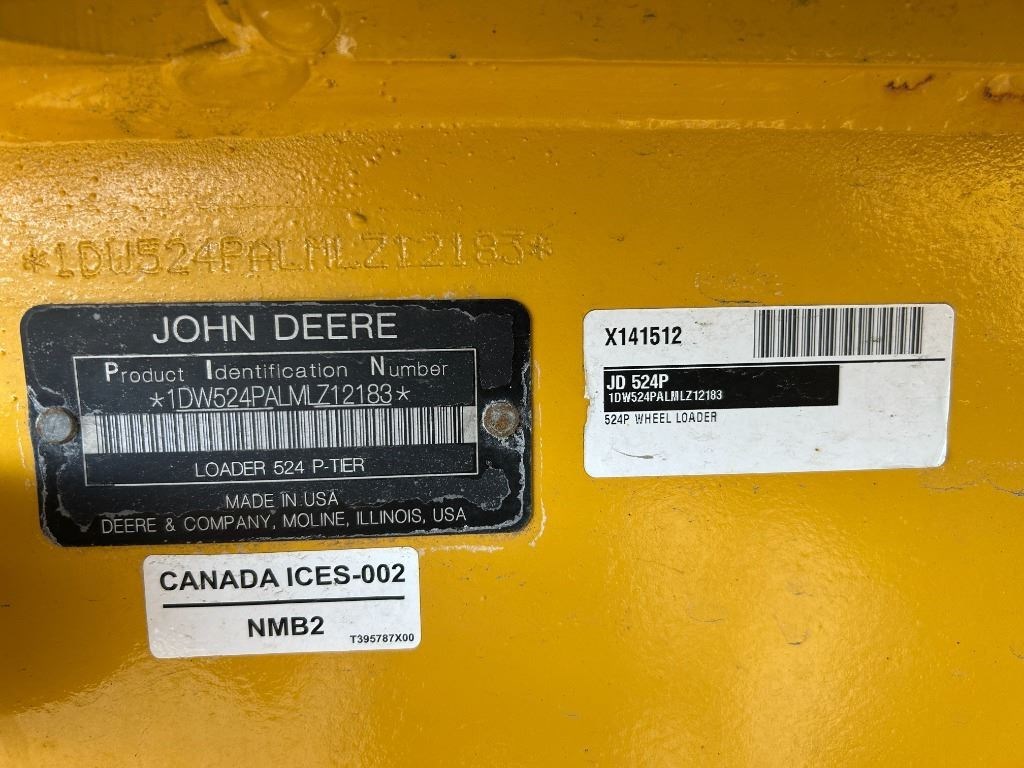 *1DW524PALMLZ12183*
JOHN DEERE
Product Identification Number
*1DW524PALMLZ12183*
LOADER 524 P-TIER
MADE IN USA
DEERE & COMPANY, MOLINE, ILLINOIS, USA
CANADA ICES-002
NMB2
T395787X00
X141512
JD 524P
1DW524PALMLZ12183
524P WHEEL LOADER